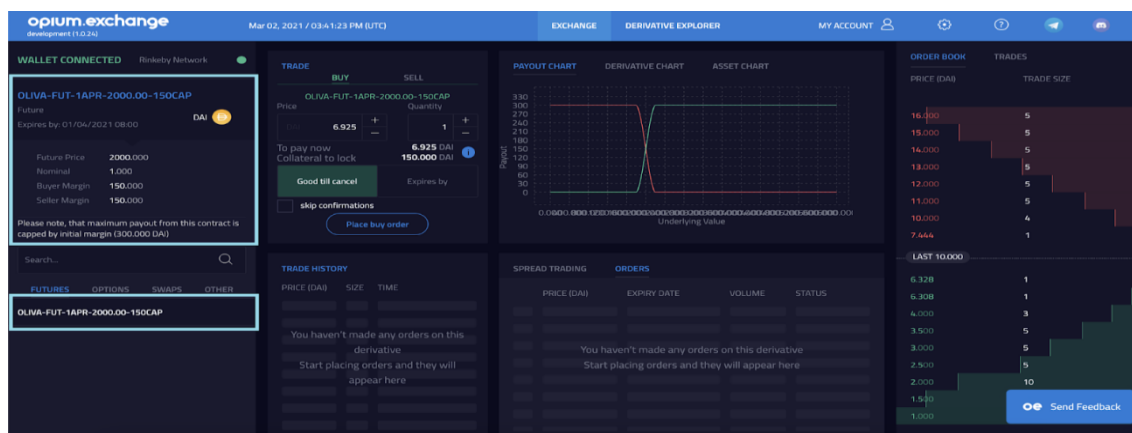 opium.exchange
development (1.0.24)
Mar 02, 2021 / 03:41:23 PM (UTC)
EXCHANGE
DERIVATIVE EXPLORER
MY ACCOUNT
WALLET CONNECTED Rinkeby Network
OLIVA-FUT-1APR-2000.00-150CAP
Future
Expires by: 01/04/2021 08:00
DAI
Future Price 2000.000
Nominal 1.000
Buyer Margin 150.000
Seller Margin 150.000
Please note, that maximum payout from this contract is
capped by initial margin (300.000 DAI)
Search...
FUTURES OPTIONS SWAPS OTHER
OLIVA-FUT-1APR-2000.00-150CAP
TRADE
BUY SELL
OLIVA-FUT-1APR-2000.00-150CAP
Price Quantity
DAI 6.925 + − 1 + −
To pay now 6.925 DAI
Collateral to lock 150.000 DAI
Good till cancel Expires by
skip confirmations
Place buy order
TRADE HISTORY
PRICE (DAI) SIZE TIME
You haven't made any orders on this
derivative
Start placing orders and they will
appear here
PAYOUT CHART DERIVATIVE CHART ASSET CHART
Payout
330
300
270
240
210
180
150
120
90
60
30
0
Underlying Value
SPREAD TRADING ORDERS
PRICE (DAI) EXPIRY DATE VOLUME STATUS
You haven't made any orders on this derivative
Start placing orders and they will appear here
ORDER BOOK TRADES
PRICE (DAI) TRADE SIZE
16.000 5
15.000 5
14.000 5
13.000 5
12.000 5
11.000 5
10.000 4
7.444 1
LAST 10.000
6.328 1
6.308 1
4.000 3
3.500 5
3.000 5
2.500 5
2.000 10
1.500
1.000
oe Send Feedback